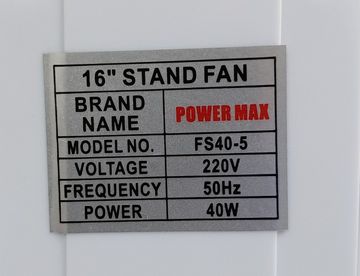 16" STAND FAN
BRAND NAME POWER MAX
MODEL NO. FS40-5
VOLTAGE 220V
FREQUENCY 50Hz
POWER 40W